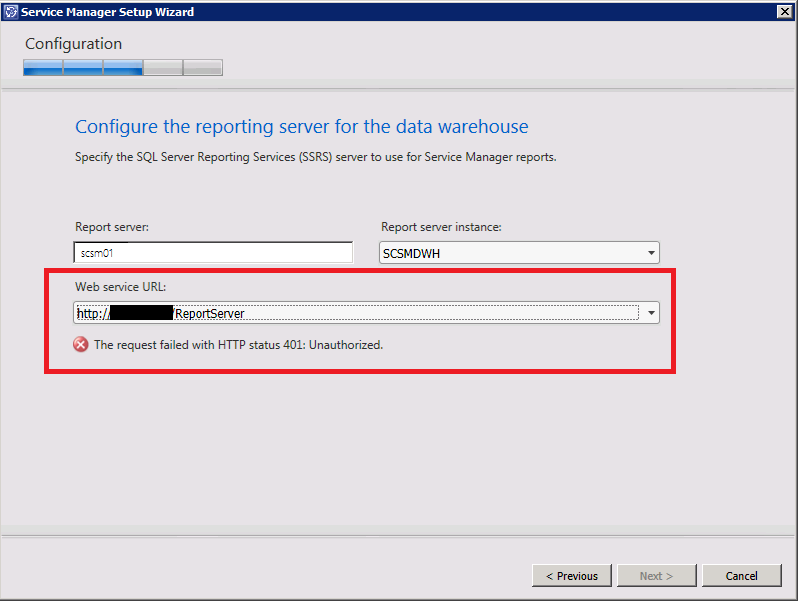 Service Manager Setup Wizard
Configuration
Configure the reporting server for the data warehouse
Specify the SQL Server Reporting Services (SSRS) server to use for Service Manager reports.
Report server: Report server instance:
scsm01 SCSMDWH
Web service URL:
http:// /ReportServer
The request failed with HTTP status 401: Unauthorized.
< Previous Next > Cancel